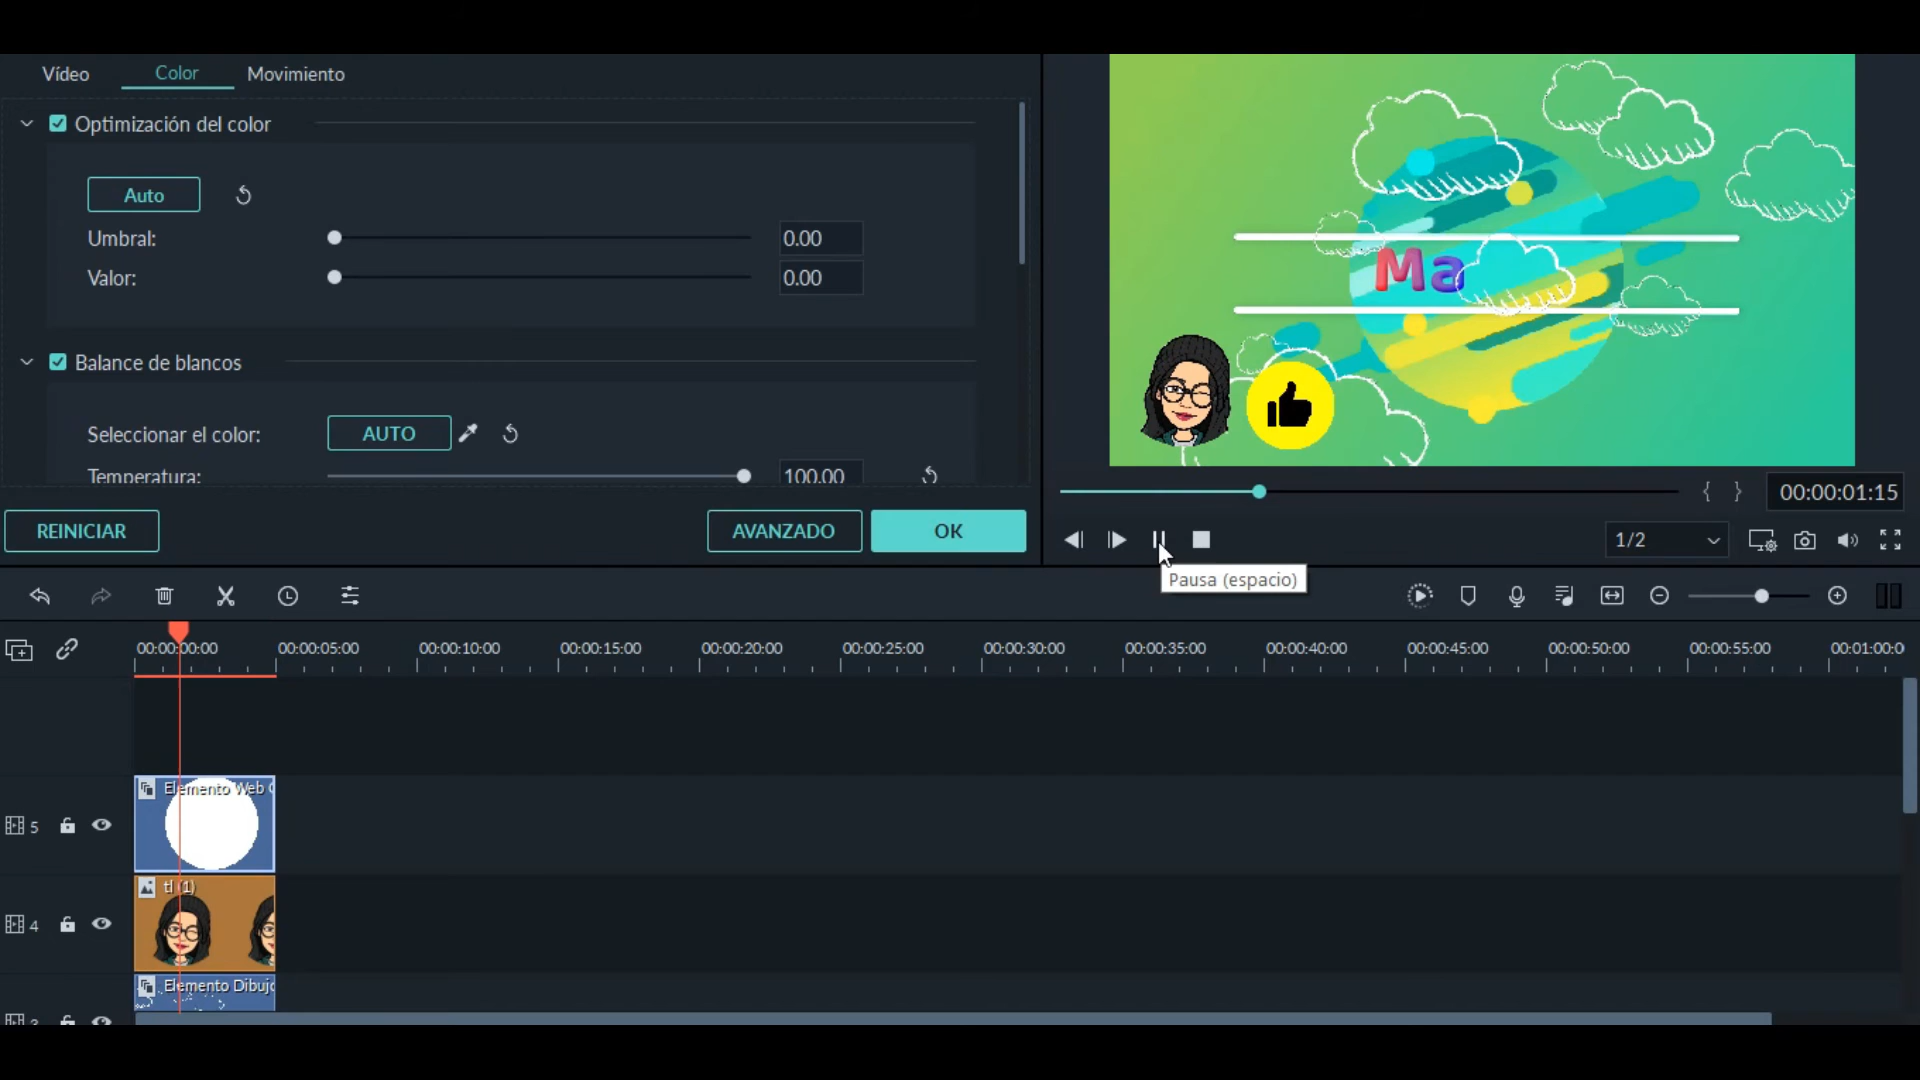 Vídeo Color Movimiento
Optimización del color
Auto
Umbral: 0.00
Valor: 0.00
Balance de blancos
Seleccionar el color: AUTO
Temperatura: 100.00
REINICIAR AVANZADO OK
Ma
00:00:01:15
1/2
Pausa (espacio)
00:00:00:00 00:00:05:00 00:00:10:00 00:00:15:00 00:00:20:00 00:00:25:00 00:00:30:00 00:00:35:00 00:00:40:00 00:00:45:00 00:00:50:00 00:00:55:00 00:01:00:0
Elemento Web
5
tl (1)
4
Elemento Dibujo
3